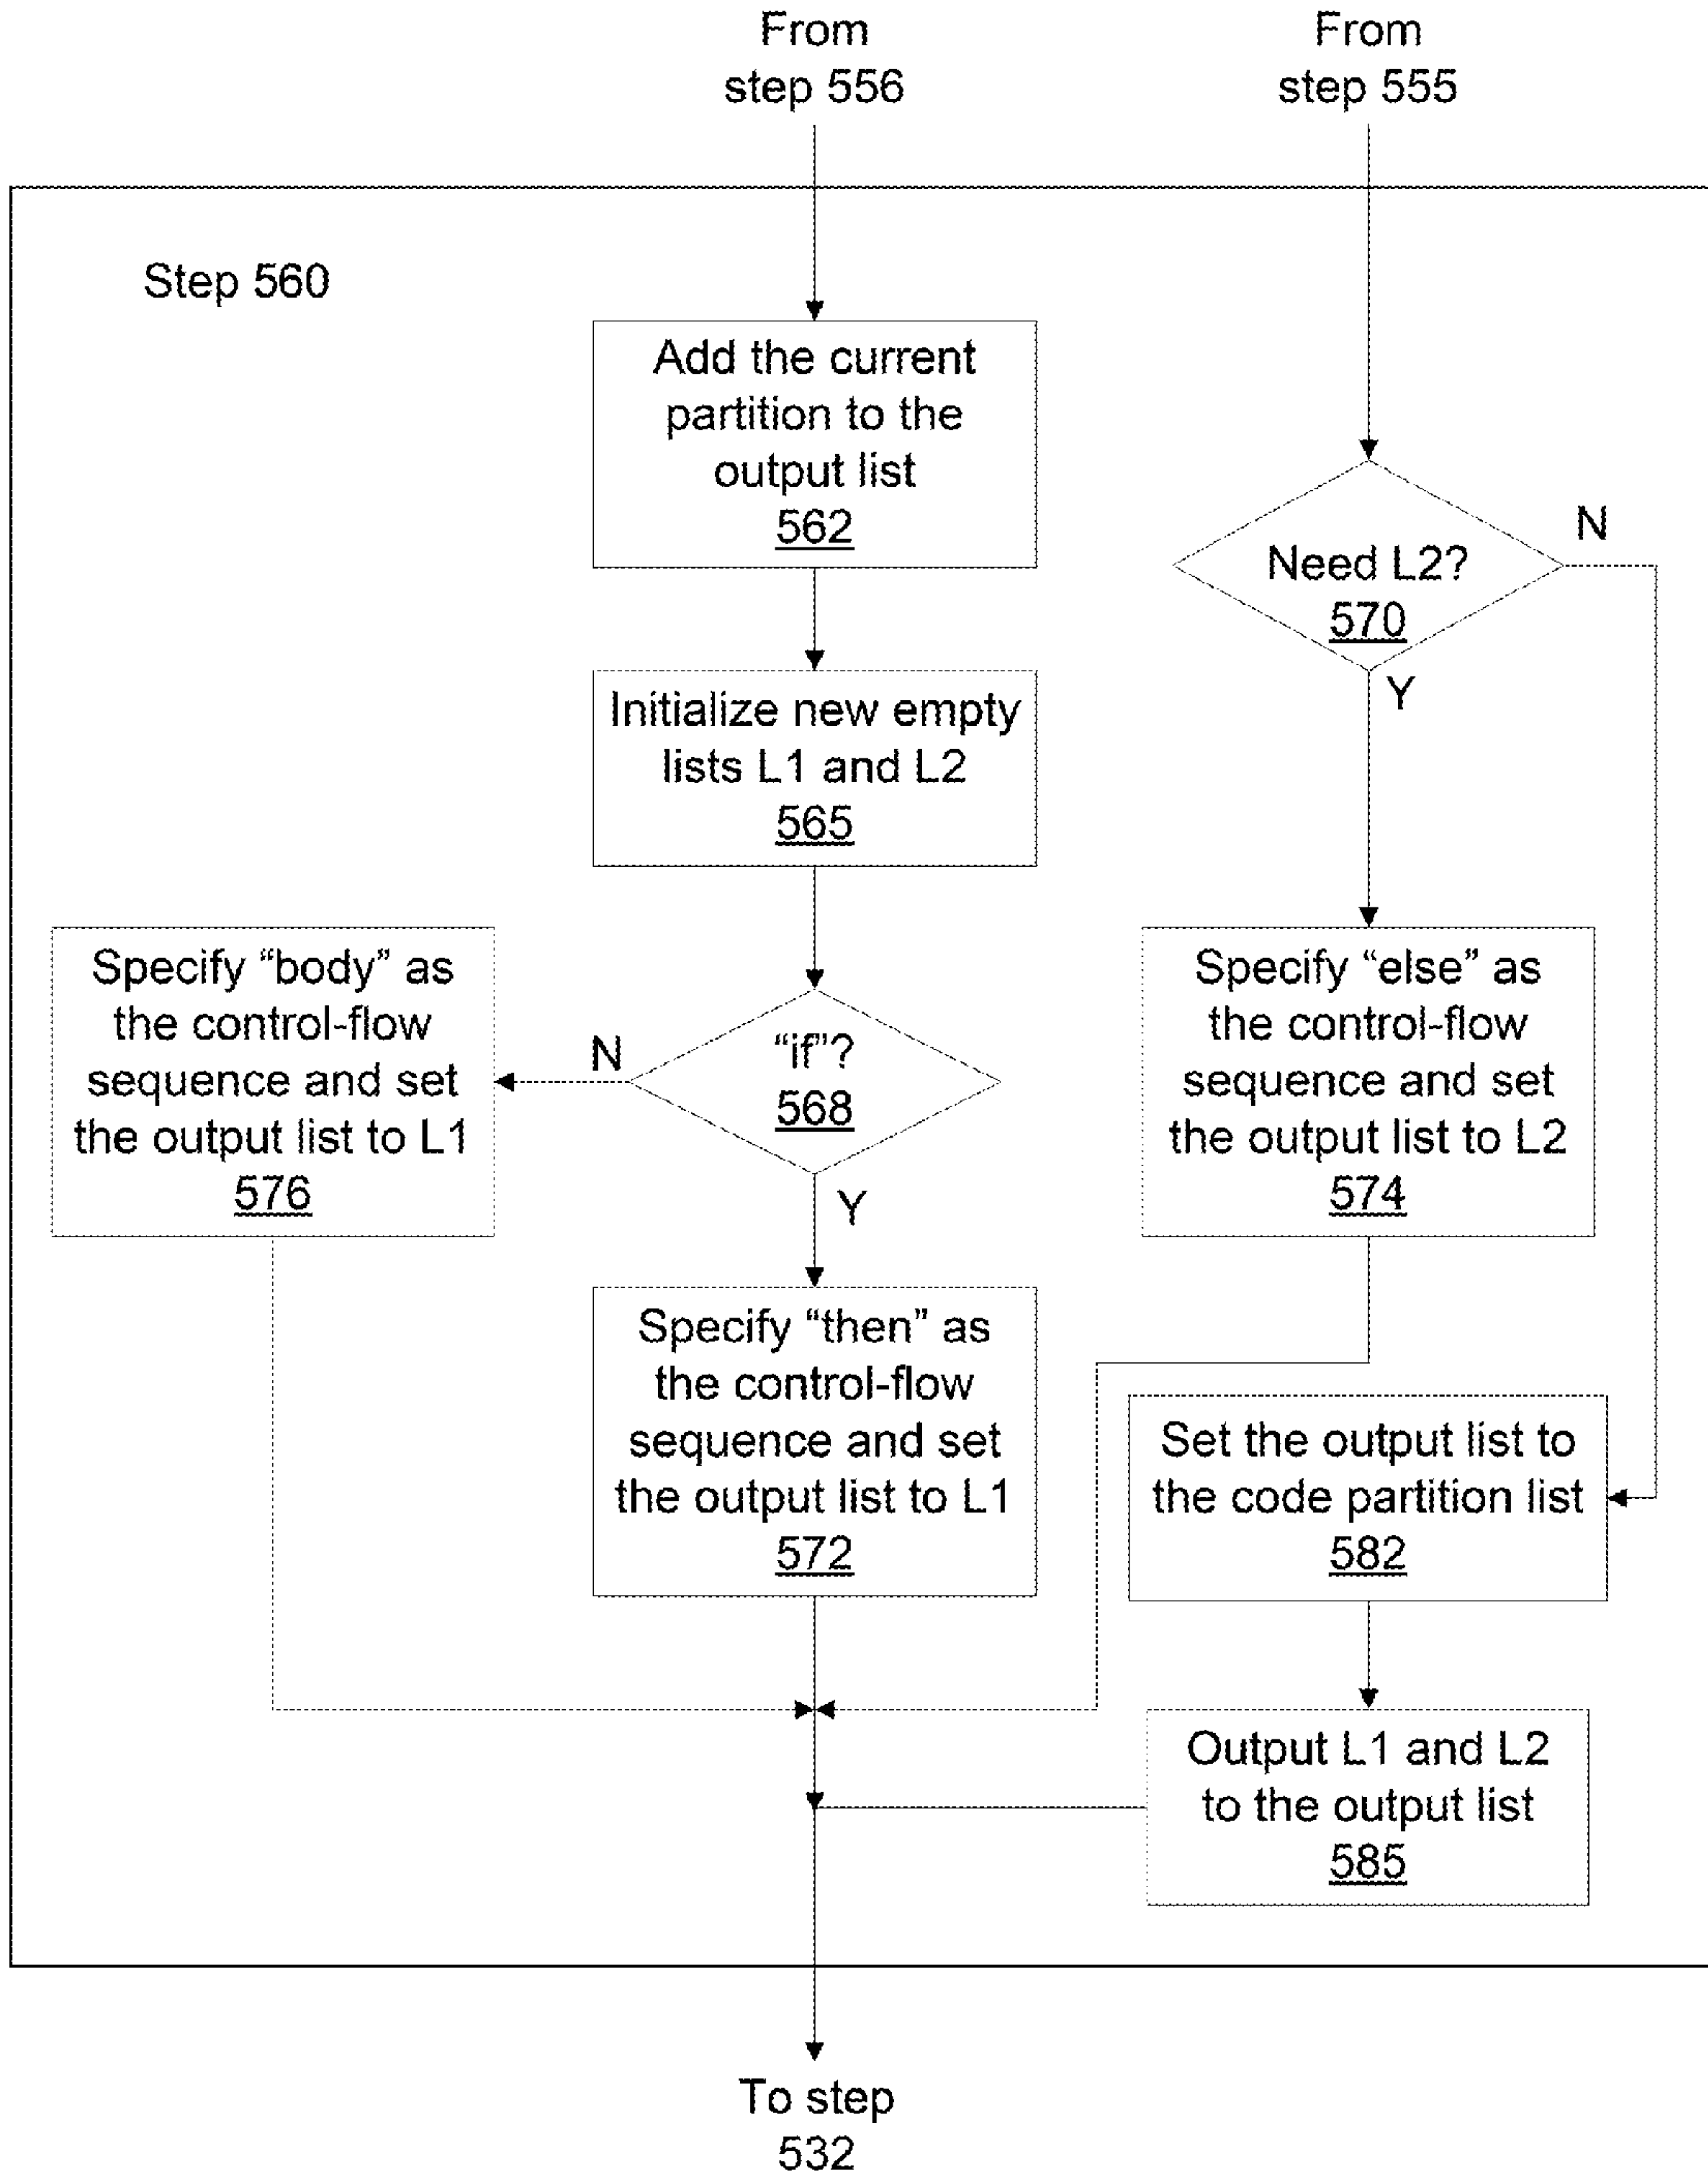 From
step 556
From
step 555
Step 560
Add the current
partition to the
output list
562
N
Need L2?
570
Y
Initialize new empty
lists L1 and L2
565
Specify “body” as
the control-flow
sequence and set
the output list to L1
576
N
“if”?
568
Y
Specify “else” as
the control-flow
sequence and set
the output list to L2
574
Specify “then” as
the control-flow
sequence and set
the output list to L1
572
Set the output list to
the code partition list
582
Output L1 and L2
to the output list
585
To step
532